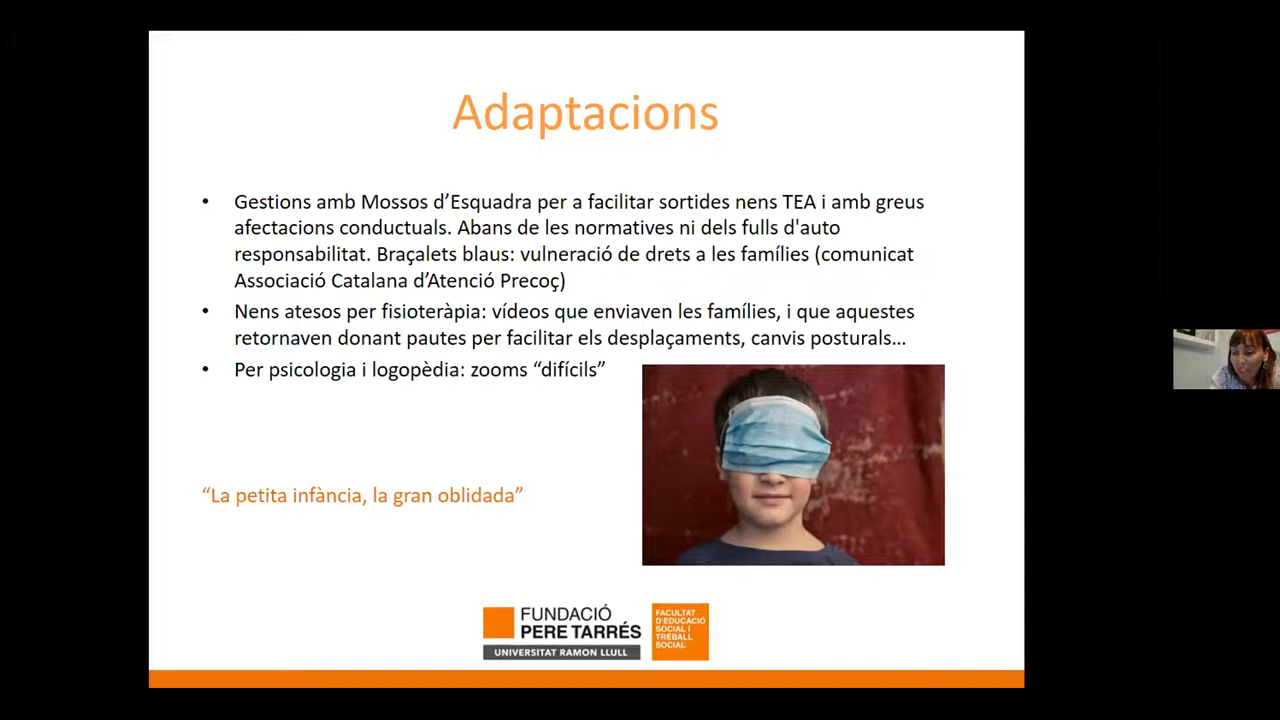 Adaptacions
• Gestions amb Mossos d’Esquadra per a facilitar sortides nens TEA i amb greus
afectacions conductuals. Abans de les normatives ni dels fulls d'auto
responsabilitat. Braçalets blaus: vulneració de drets a les famílies (comunicat
Associació Catalana d’Atenció Precoç)
• Nens atesos per fisioteràpia: vídeos que enviaven les famílies, i que aquestes
retornaven donant pautes per facilitar els desplaçaments, canvis posturals…
• Per psicologia i logopèdia: zooms “difícils”
“La petita infància, la gran oblidada”
FUNDACIÓ
PERE TARRÉS
UNIVERSITAT RAMON LLULL
FACULTAT
D'EDUCACIÓ
SOCIAL I
TREBALL
SOCIAL